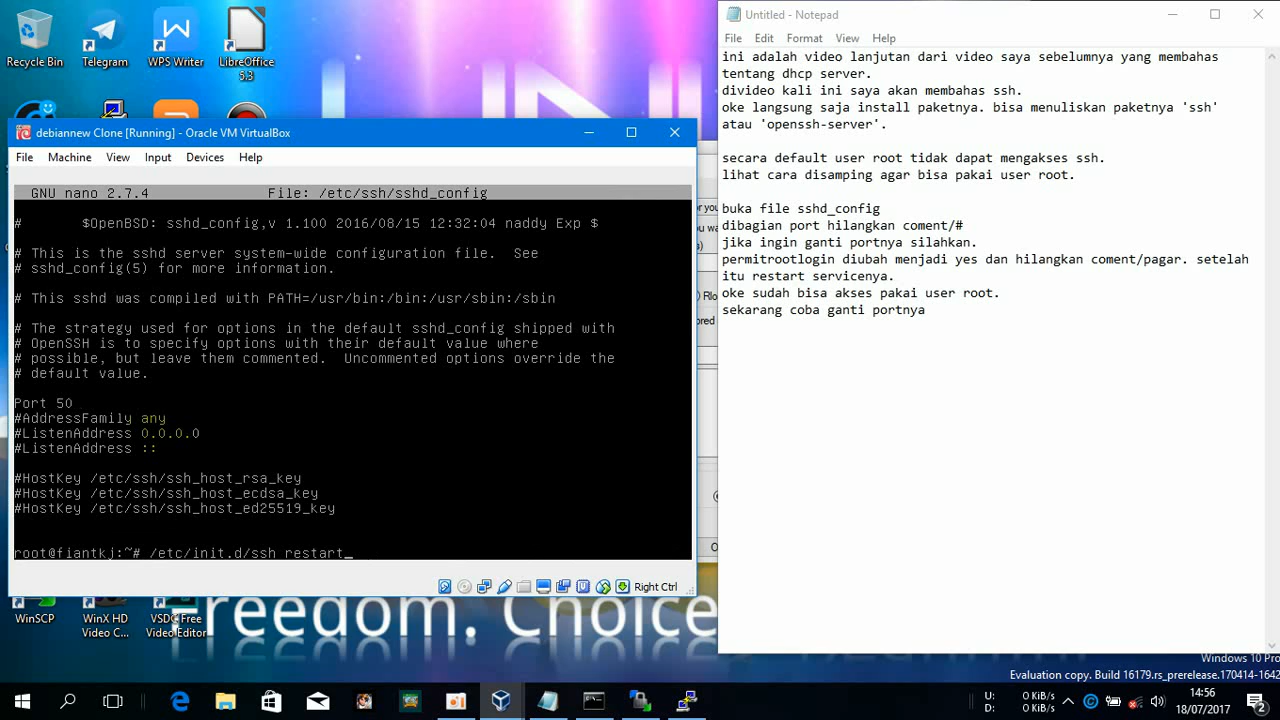 Recycle Bin
Telegram
WPS Writer
LibreOffice 5.3
debiannew Clone [Running] - Oracle VM VirtualBox
File Machine View Input Devices Help
GNU nano 2.7.4 File: /etc/ssh/sshd_config
# $OpenBSD: sshd_config,v 1.100 2016/08/15 12:32:04 naddy Exp $
# This is the sshd server system-wide configuration file. See
# sshd_config(5) for more information.
# This sshd was compiled with PATH=/usr/bin:/bin:/usr/sbin:/sbin
# The strategy used for options in the default sshd_config shipped with
# OpenSSH is to specify options with their default value where
# possible, but leave them commented. Uncommented options override the
# default value.
Port 50
#AddressFamily any
#ListenAddress 0.0.0.0
#ListenAddress ::
#HostKey /etc/ssh/ssh_host_rsa_key
#HostKey /etc/ssh/ssh_host_ecdsa_key
#HostKey /etc/ssh/ssh_host_ed25519_key
root@fiantkj:~# /etc/init.d/ssh restart_
Right Ctrl
Untitled - Notepad
File Edit Format View Help
ini adalah video lanjutan dari video saya sebelumnya yang membahas
tentang dhcp server.
divideo kali ini saya akan membahas ssh.
oke langsung saja install paketnya. bisa menuliskan paketnya 'ssh'
atau 'openssh-server'.
secara default user root tidak dapat mengakses ssh.
lihat cara disamping agar bisa pakai user root.
buka file sshd_config
dibagian port hilangkan coment/#
jika ingin ganti portnya silahkan.
permitrootlogin diubah menjadi yes dan hilangkan coment/pagar. setelah
itu restart servicenya.
oke sudah bisa akses pakai user root.
sekarang coba ganti portnya
WinSCP
WinX HD Video C...
VSDC Free Video Editor
Freedom. Choice
Windows 10 Pro
Evaluation copy. Build 16179.rs_prerelease.170414-1642
U: 0 KiB/s
D: 0 KiB/s
14:56
18/07/2017
2